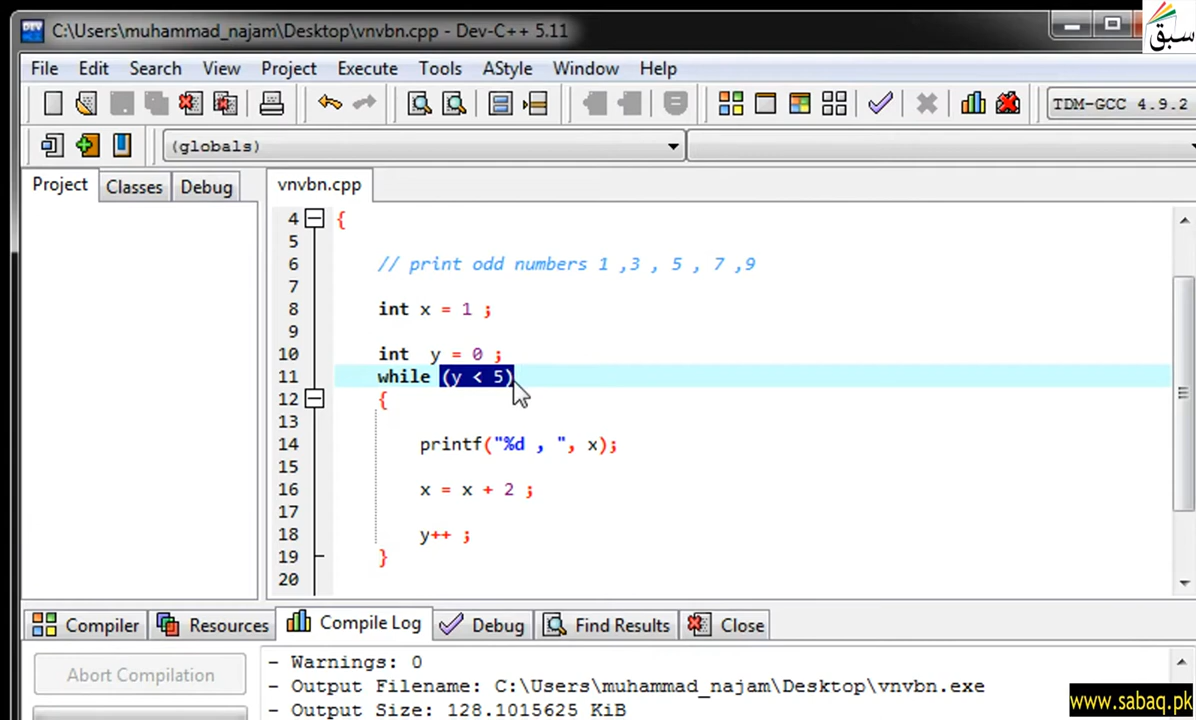 سبق
DEV C:\Users\muhammad_najam\Desktop\vnvbn.cpp - Dev-C++ 5.11
File Edit Search View Project Execute Tools AStyle Window Help
TDM-GCC 4.9.2
(globals)
Project Classes Debug vnvbn.cpp
4 {
5
6 // print odd numbers 1 ,3 , 5 , 7 ,9
7
8 int x = 1 ;
9
10 int y = 0 ;
11 while (y < 5)
12 {
13
14 printf("%d , ", x);
15
16 x = x + 2 ;
17
18 y++ ;
19 }
20
Compiler Resources Compile Log Debug Find Results Close
Abort Compilation
- Warnings: 0
- Output Filename: C:\Users\muhammad_najam\Desktop\vnvbn.exe
- Output Size: 128.1015625 KiB
www.sabaq.pk